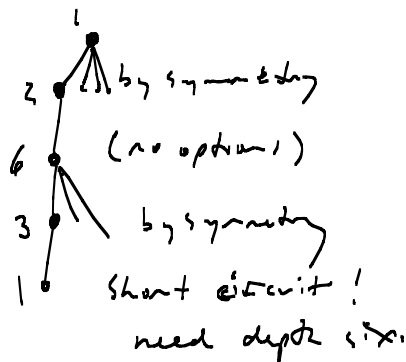 1
2 by symmetry
6 (no options)
3 by symmetry
1 short circuit!
need depth six.